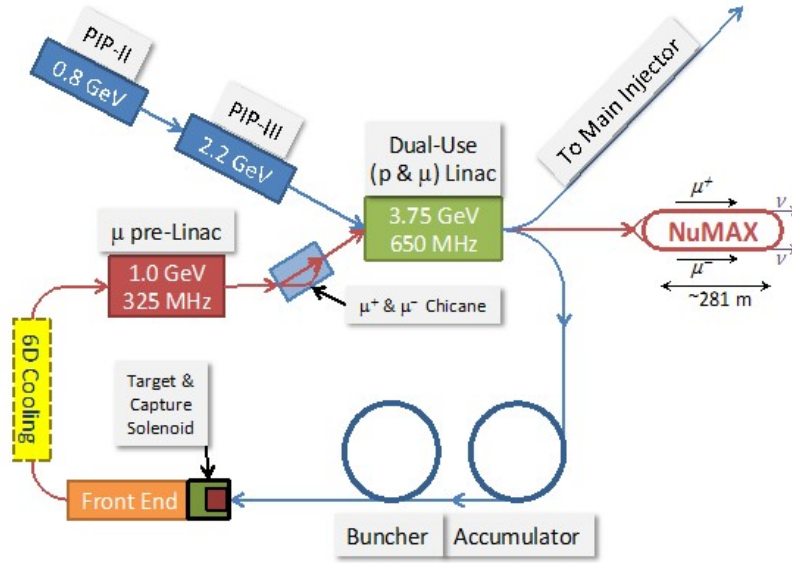 PIP-II
0.8 GeV
PIP-III
2.2 GeV
To Main Injector
Dual-Use
(p & μ) Linac
3.75 GeV
650 MHz
μ⁺
ν
NuMAX
ν
μ⁻
~281 m
μ pre-Linac
1.0 GeV
325 MHz
μ⁺ & μ⁻ Chicane
6D Cooling
Target &
Capture
Solenoid
Front End
Buncher
Accumulator